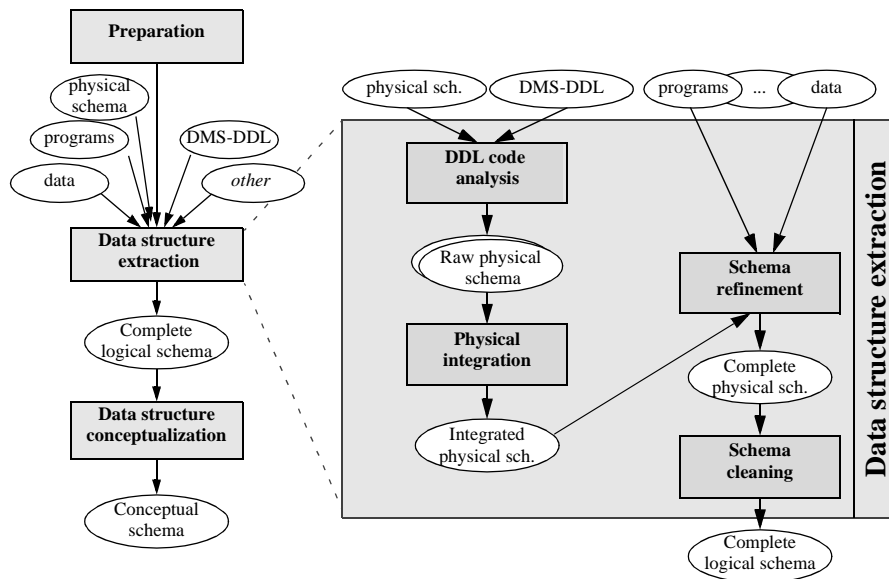 Preparation
physical
schema
programs
DMS-DDL
data
other
Data structure
extraction
Complete
logical schema
Data structure
conceptualization
Conceptual
schema
physical sch.
DMS-DDL
programs
...
data
DDL code
analysis
Raw physical
schema
Physical
integration
Integrated
physical sch.
Schema
refinement
Complete
physical sch.
Schema
cleaning
Complete
logical schema
Data structure extraction